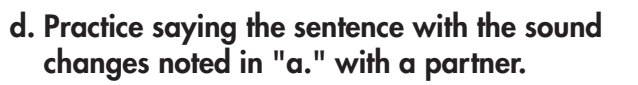 d. Practice saying the sentence with the sound
changes noted in "a." with a partner.